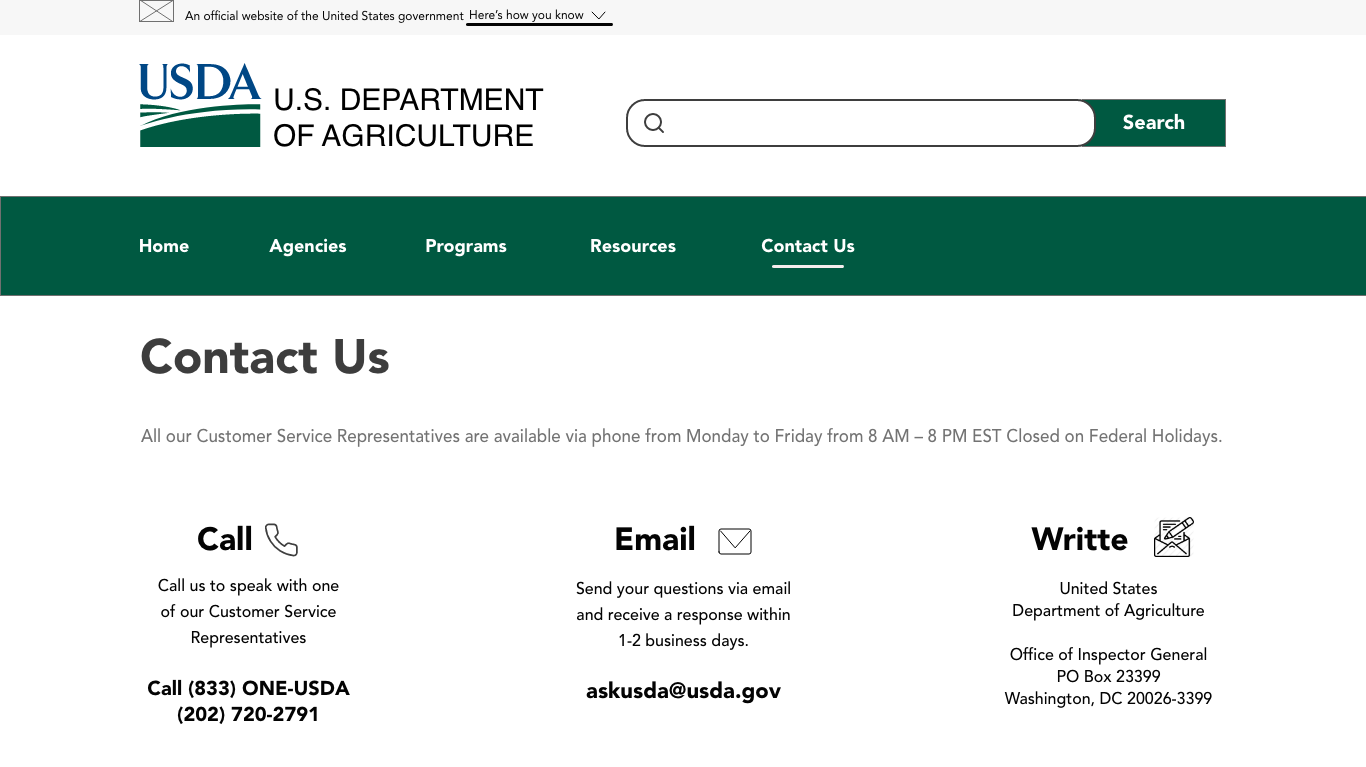 An official website of the United States government Here's how you know
USDA
U.S. DEPARTMENT
OF AGRICULTURE
Search
Home Agencies Programs Resources Contact Us
Contact Us
All our Customer Service Representatives are available via phone from Monday to Friday from 8 AM – 8 PM EST Closed on Federal Holidays.
Call
Call us to speak with one
of our Customer Service
Representatives
Call (833) ONE-USDA
(202) 720-2791
Email
Send your questions via email
and receive a response within
1-2 business days.
askusda@usda.gov
Writte
United States
Department of Agriculture
Office of Inspector General
PO Box 23399
Washington, DC 20026-3399